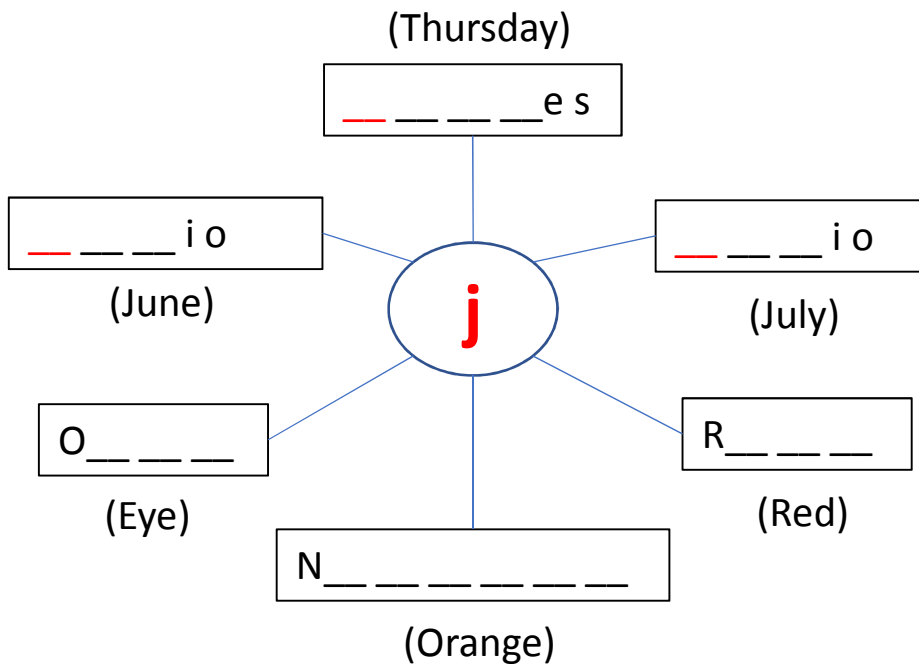 (Thursday)
__ __ __ __e s
__ __ __ i o
__ __ __ i o
(June)
j
(July)
O__ __ __
R__ __ __
(Eye)
(Red)
N__ __ __ __ __ __
(Orange)